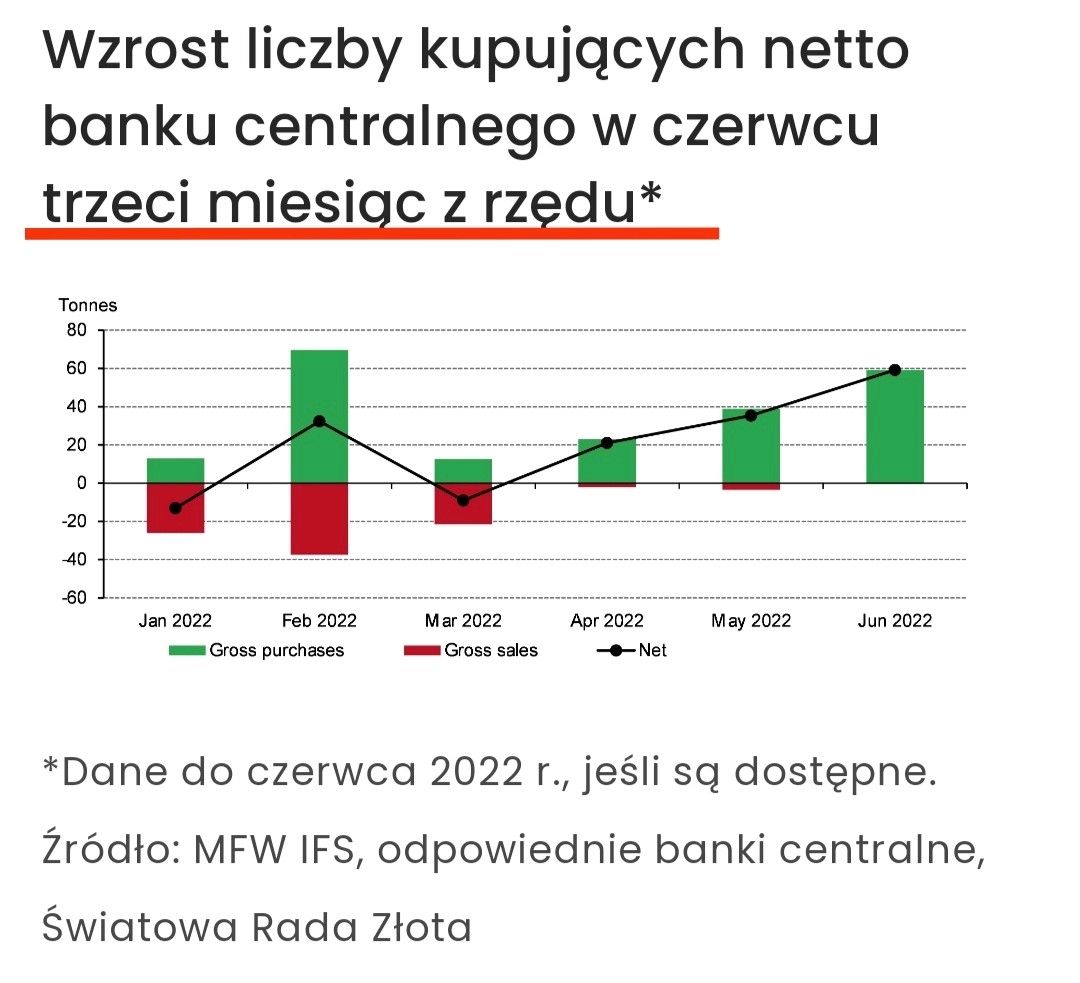 Wzrost liczby kupujących netto
banku centralnego w czerwcu
trzeci miesiąc z rzędu*
Tonnes
80
60
40
20
0
-20
-40
-60
Jan 2022 Feb 2022 Mar 2022 Apr 2022 May 2022 Jun 2022
Gross purchases Gross sales Net
*Dane do czerwca 2022 r., jeśli są dostępne.
Źródło: MFW IFS, odpowiednie banki centralne,
Światowa Rada Złota